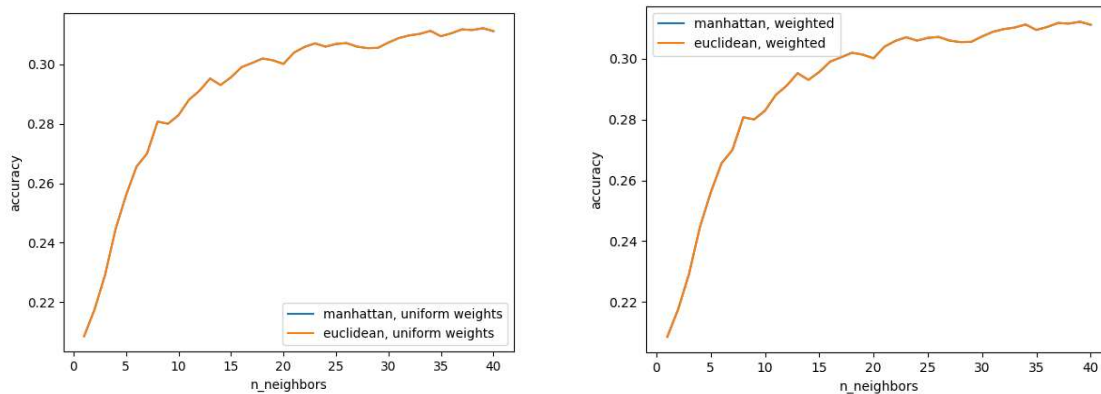 0.30
0.28
0.26
0.24
0.22
accuracy
manhattan, uniform weights
euclidean, uniform weights
0 5 10 15 20 25 30 35 40
n_neighbors
manhattan, weighted
euclidean, weighted
0.30
0.28
0.26
0.24
0.22
accuracy
0 5 10 15 20 25 30 35 40
n_neighbors